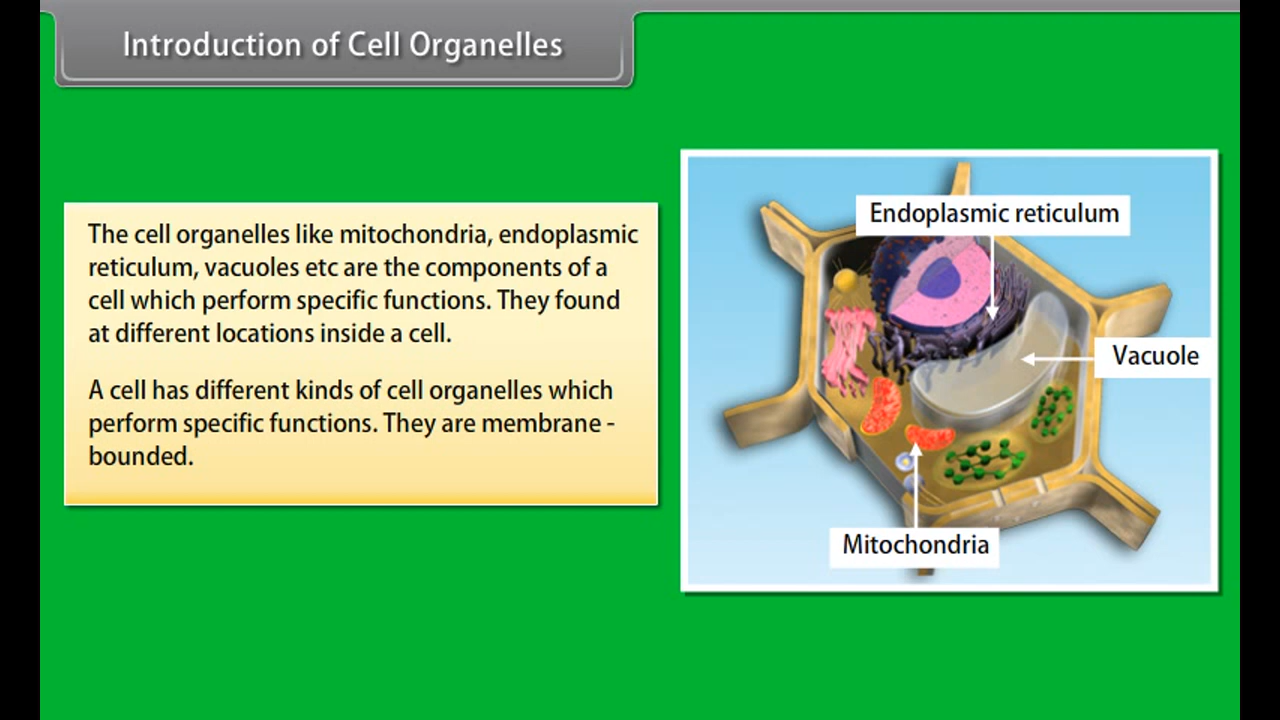 Introduction of Cell Organelles
The cell organelles like mitochondria, endoplasmic
reticulum, vacuoles etc are the components of a
cell which perform specific functions. They found
at different locations inside a cell.
A cell has different kinds of cell organelles which
perform specific functions. They are membrane -
bounded.
Endoplasmic reticulum
Vacuole
Mitochondria